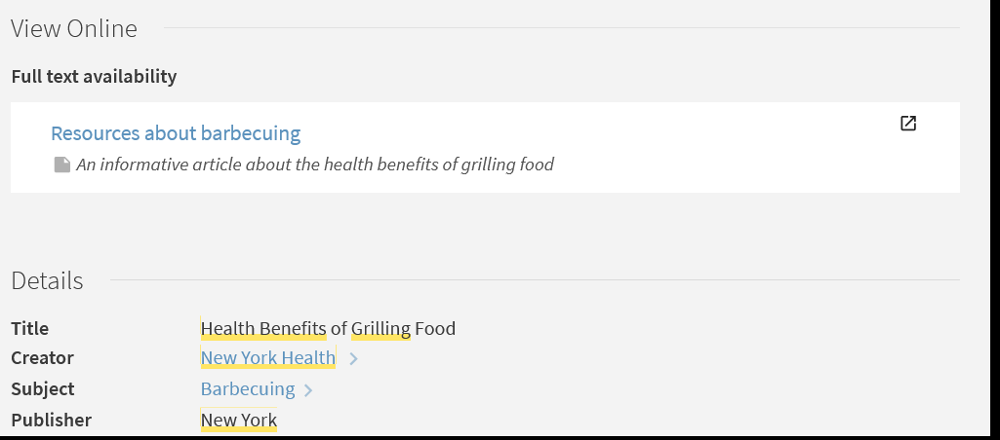 View Online
Full text availability
Resources about barbecuing
An informative article about the health benefits of grilling food
Details
Title Health Benefits of Grilling Food
Creator New York Health
Subject Barbecuing
Publisher New York